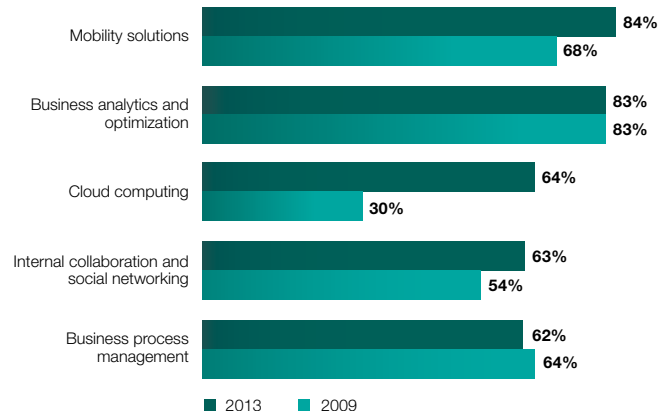 Mobility solutions
84%
68%
Business analytics and
optimization
83%
83%
Cloud computing
64%
30%
Internal collaboration and
social networking
63%
54%
Business process
management
62%
64%
2013 2009